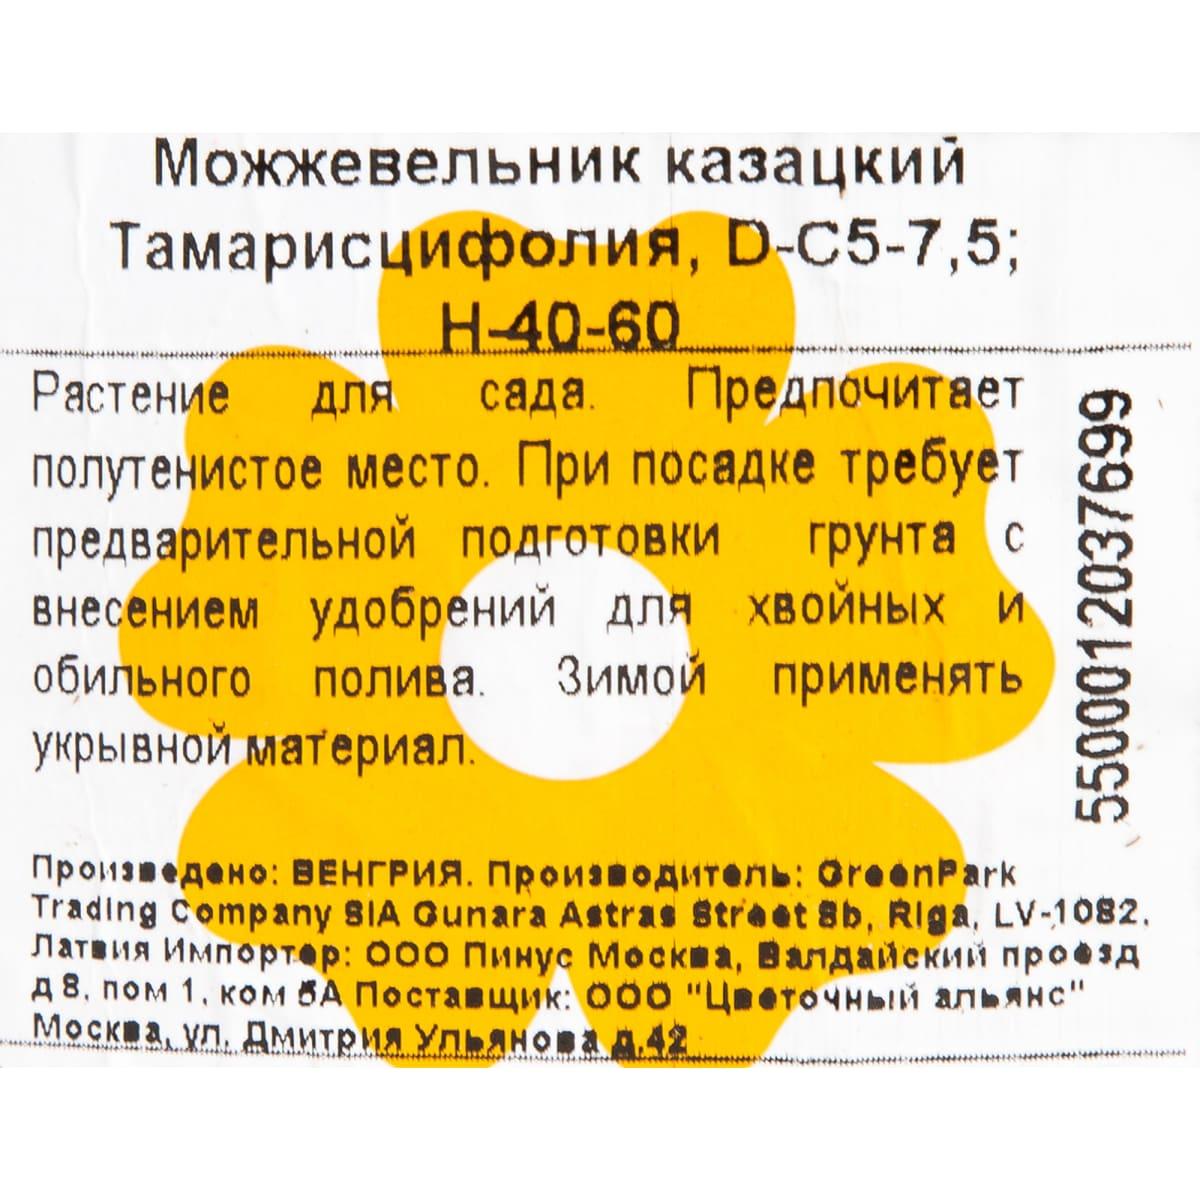 Можжевельник казацкий
Тамарисцифолия, D-C5-7,5;
Н-40-60
Растение для сада. Предпочитает
полутенистое место. При посадке требует
предварительной подготовки грунта с
внесением удобрений для хвойных и
обильного полива. Зимой применять
укрывной материал.
Произведено: ВЕНГРИЯ. Производитель: GreenPark
Trading Company SIA Gunara Astras Street 8b, Riga, LV-1082,
Латвия Импортер: ООО Пинус Москва, Валдайский проезд
д 8, пом 1, ком 5А Поставщик: ООО "Цветочный альянс"
Москва, ул. Дмитрия Ульянова д.42
5500012037699